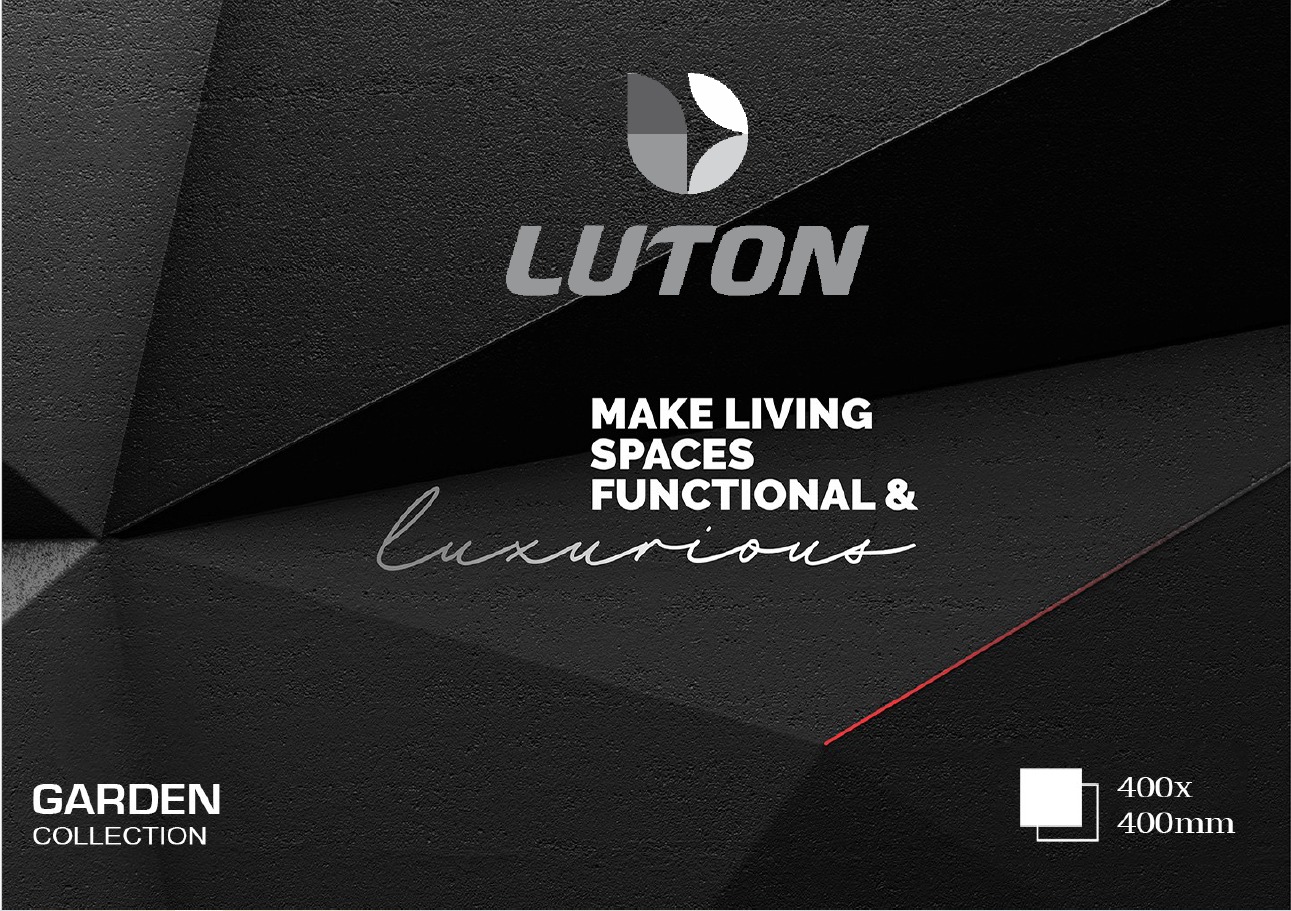 LUTON
MAKE LIVING
SPACES
FUNCTIONAL &
luxurious
GARDEN
COLLECTION
400x
400mm